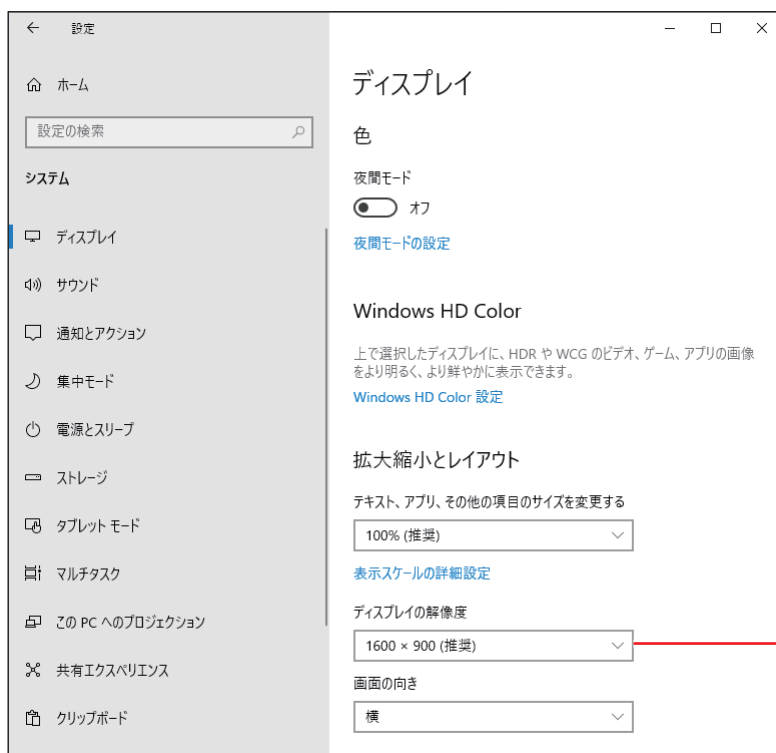 設定
ホーム
設定の検索
システム
ディスプレイ
サウンド
通知とアクション
集中モード
電源とスリープ
ストレージ
タブレット モード
マルチタスク
この PC へのプロジェクション
共有エクスペリエンス
クリップボード
ディスプレイ
色
夜間モード
オフ
夜間モードの設定
Windows HD Color
上で選択したディスプレイに、HDR や WCG のビデオ、ゲーム、アプリの画像
をより明るく、より鮮やかに表示できます。
Windows HD Color 設定
拡大縮小とレイアウト
テキスト、アプリ、その他の項目のサイズを変更する
100% (推奨)
表示スケールの詳細設定
ディスプレイの解像度
1600 × 900 (推奨)
画面の向き
横